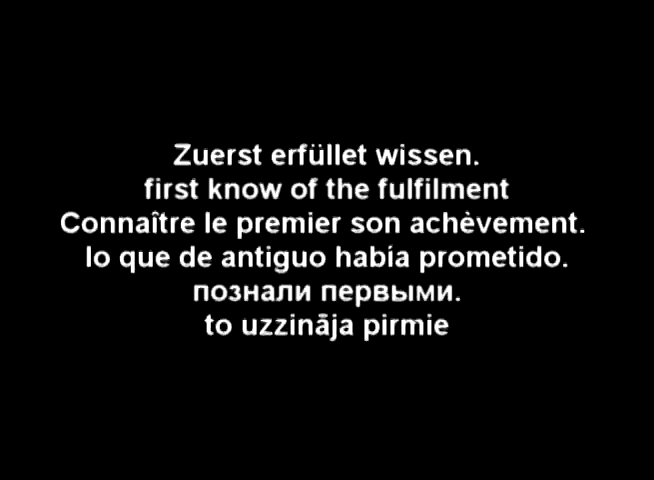 Zuerst erfüllet wissen.
first know of the fulfilment
Connaître le premier son achèvement.
lo que de antiguo había prometido.
познали первыми.
to uzzināja pirmie